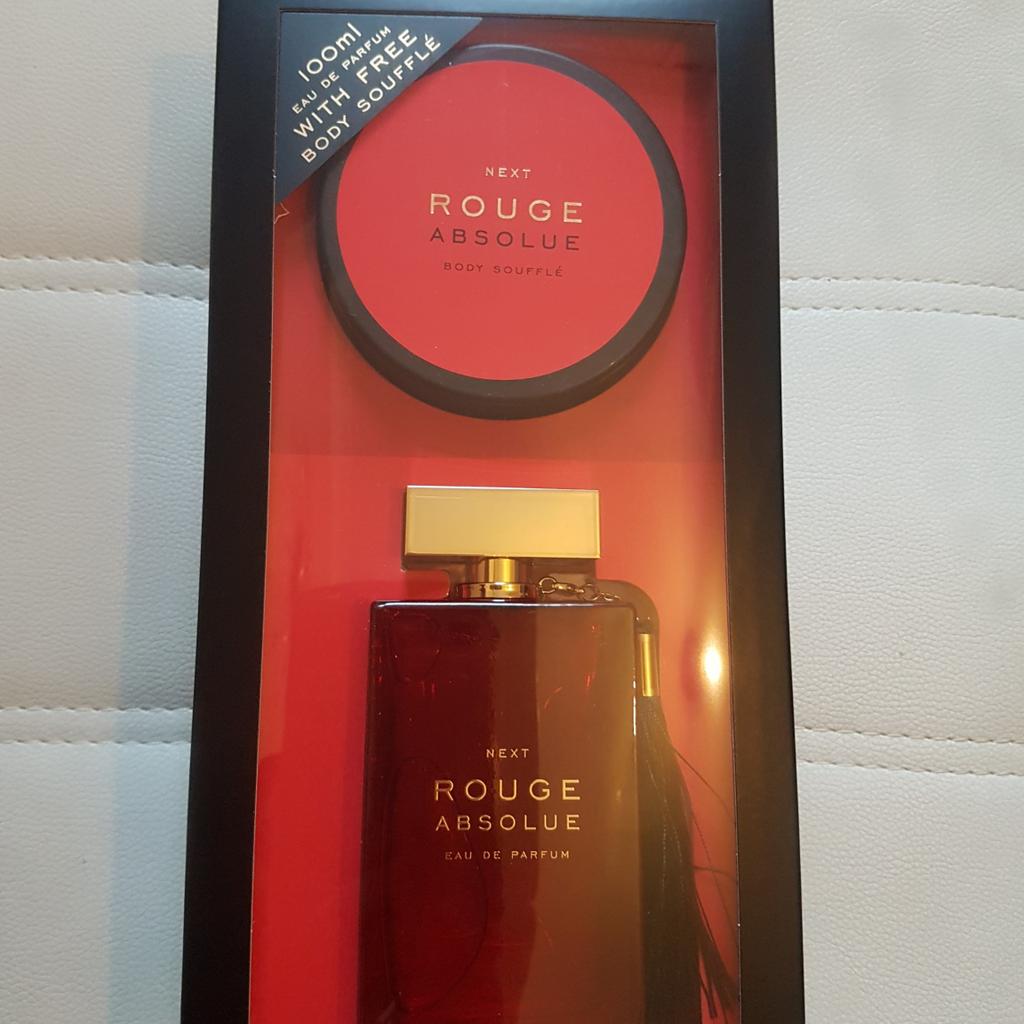 100ml
EAU DE PARFUM
WITH FREE
BODY SOUFFLÉ
NEXT
ROUGE
ABSOLUE
BODY SOUFFLÉ
NEXT
ROUGE
ABSOLUE
EAU DE PARFUM